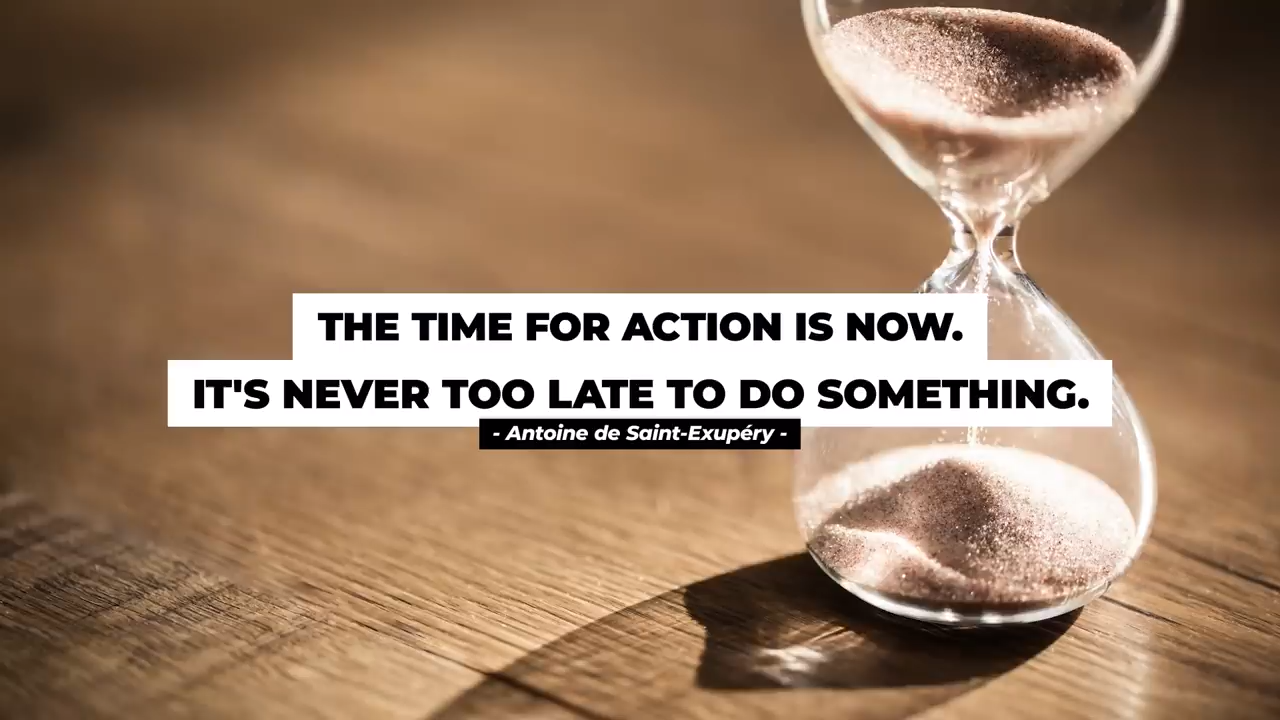 THE TIME FOR ACTION IS NOW.
IT'S NEVER TOO LATE TO DO SOMETHING.
- Antoine de Saint-Exupéry -